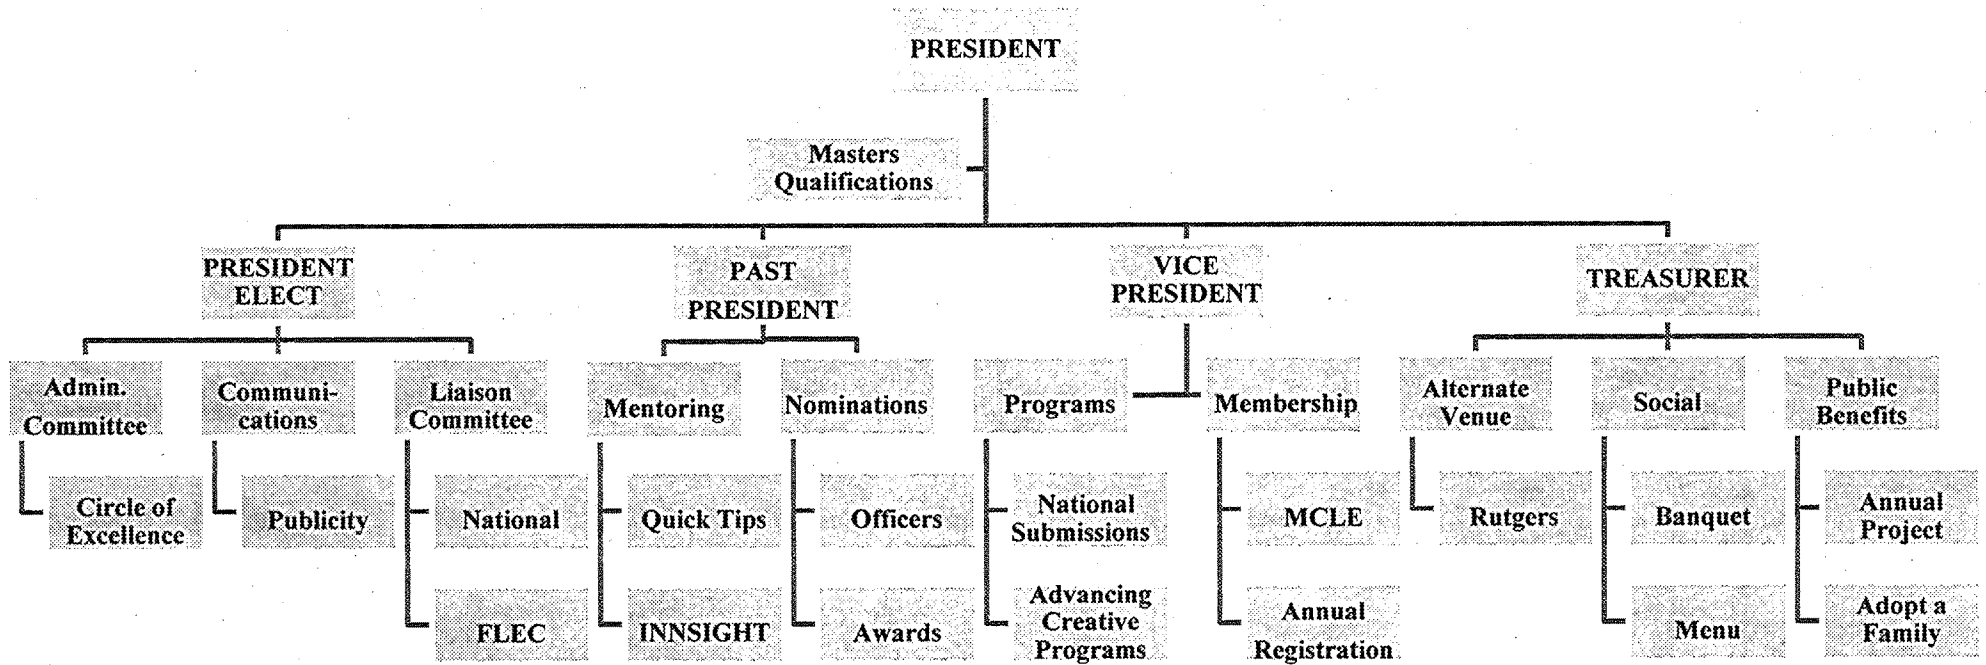 PRESIDENT
Masters
Qualifications
PRESIDENT
ELECT
PAST
PRESIDENT
VICE
PRESIDENT
TREASURER
Admin.
Committee
Communi-
cations
Liaison
Committee
Mentoring
Nominations
Programs
Membership
Alternate
Venue
Social
Public
Benefits
Circle of
Excellence
Publicity
National
Quick Tips
Officers
National
Submissions
MCLE
Rutgers
Banquet
Annual
Project
FLEC
INNSIGHT
Awards
Advancing
Creative
Programs
Annual
Registration
Menu
Adopt a
Family